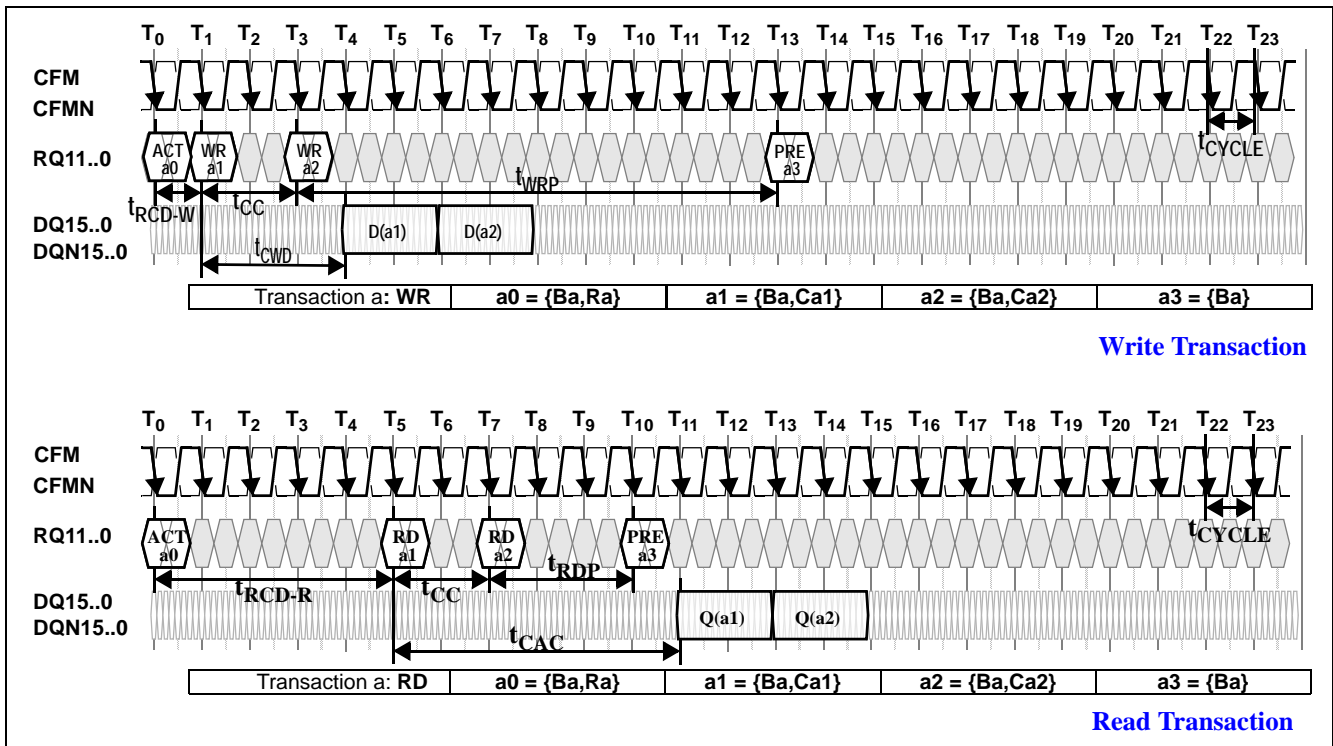 T0 T1 T2 T3 T4 T5 T6 T7 T8 T9 T10 T11 T12 T13 T14 T15 T16 T17 T18 T19 T20 T21 T22 T23
CFM
CFMN
RQ11..0
ACT a0 WR a1 WR a2 PRE a3
tCYCLE
tRCD-W tCC tWRP
DQ15..0
DQN15..0
D(a1) D(a2)
tCWD
Transaction a: WR a0 = {Ba,Ra} a1 = {Ba,Ca1} a2 = {Ba,Ca2} a3 = {Ba}
Write Transaction
T0 T1 T2 T3 T4 T5 T6 T7 T8 T9 T10 T11 T12 T13 T14 T15 T16 T17 T18 T19 T20 T21 T22 T23
CFM
CFMN
RQ11..0
ACT a0 RD a1 RD a2 PRE a3
tCYCLE
tRCD-R tCC tRDP
DQ15..0
DQN15..0
Q(a1) Q(a2)
tCAC
Transaction a: RD a0 = {Ba,Ra} a1 = {Ba,Ca1} a2 = {Ba,Ca2} a3 = {Ba}
Read Transaction